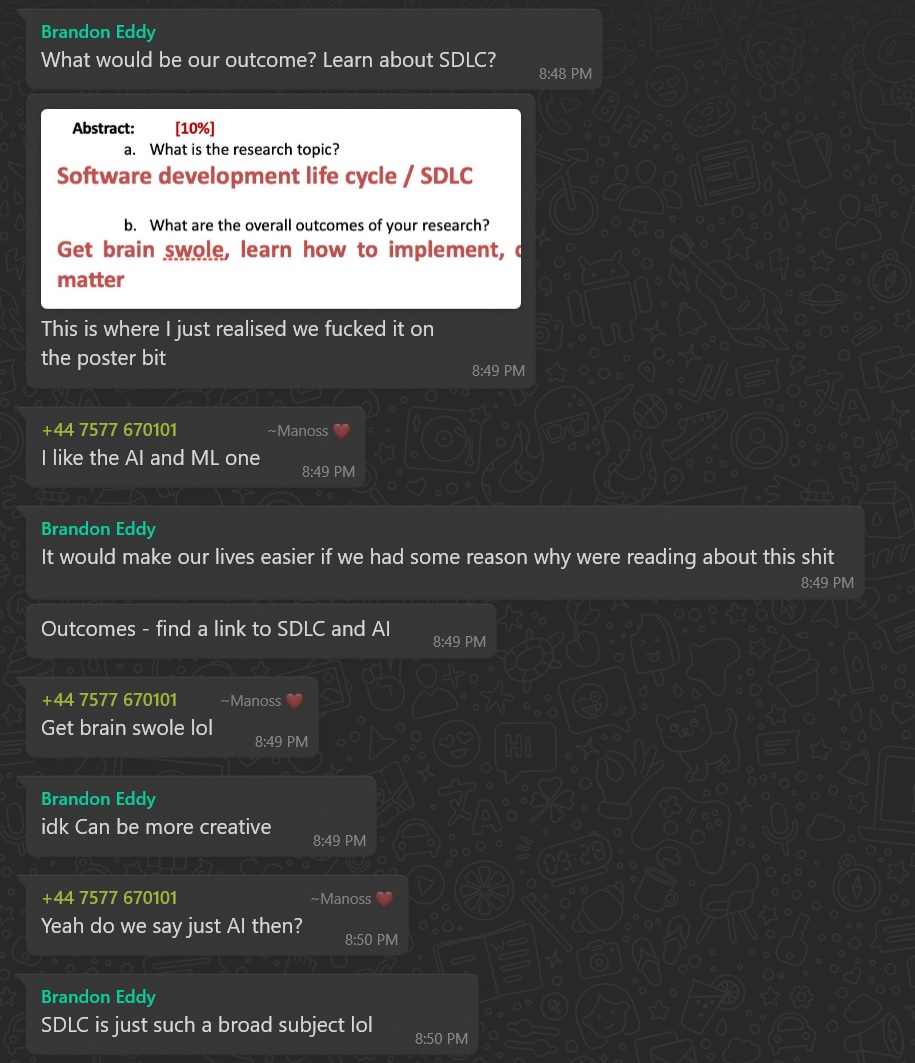 Brandon Eddy
What would be our outcome? Learn about SDLC?
8:48 PM
Abstract: [10%]
a. What is the research topic?
Software development life cycle / SDLC
b. What are the overall outcomes of your research?
Get brain swole, learn how to implement,
matter
This is where I just realised we fucked it on
the poster bit
8:49 PM
+44 7577 670101 ~Manoss ❤️
I like the AI and ML one
8:49 PM
Brandon Eddy
It would make our lives easier if we had some reason why were reading about this shit
8:49 PM
Outcomes - find a link to SDLC and AI
8:49 PM
+44 7577 670101 ~Manoss ❤️
Get brain swole lol
8:49 PM
Brandon Eddy
idk Can be more creative
8:49 PM
+44 7577 670101 ~Manoss ❤️
Yeah do we say just AI then?
8:50 PM
Brandon Eddy
SDLC is just such a broad subject lol
8:50 PM